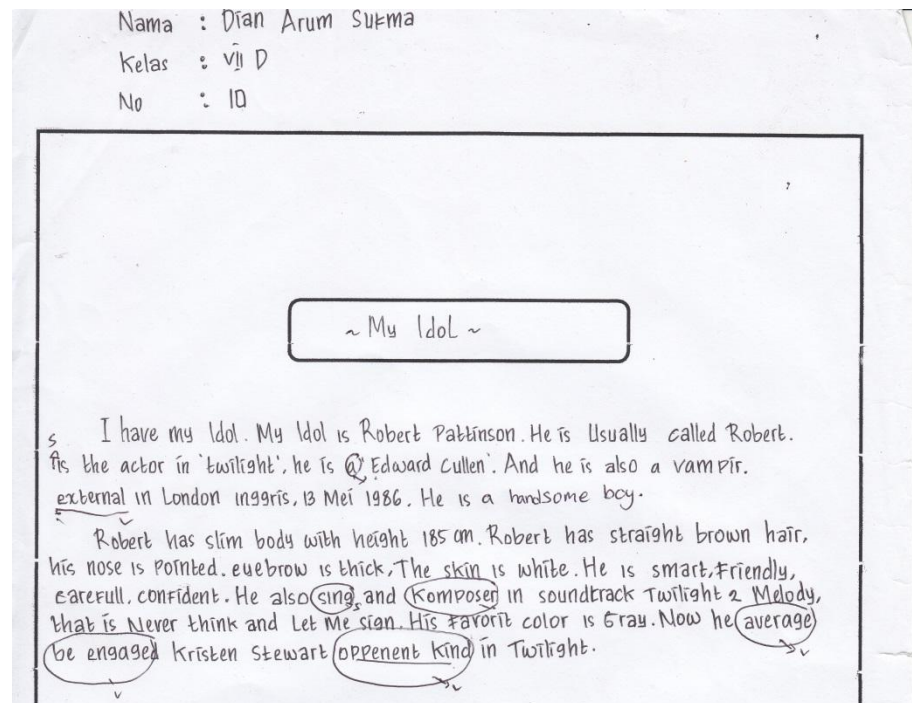 Nama : Dian Arum Sukma
Kelas : VII D
No : 10
~ My Idol ~
I have my Idol. My Idol is Robert Pattinson. He is Usually called Robert.
s
As the actor in 'twilight', he is a 'Edward Cullen'. And he is also a vampir.
external in London inggris, 13 Mei 1986. He is a handsome boy.
Robert has slim body with height 185 cm. Robert has straight brown hair,
his nose is Pointed. eyebrow is thick, The skin is white. He is smart, Friendly,
carefull, confident. He also sing, and Komposer in soundtrack Twilight 2 Melody,
that is Never think and Let Me sign. His Favorit color is Gray. Now he average
be engaged Kristen Stewart oppenent kind in Twilight.